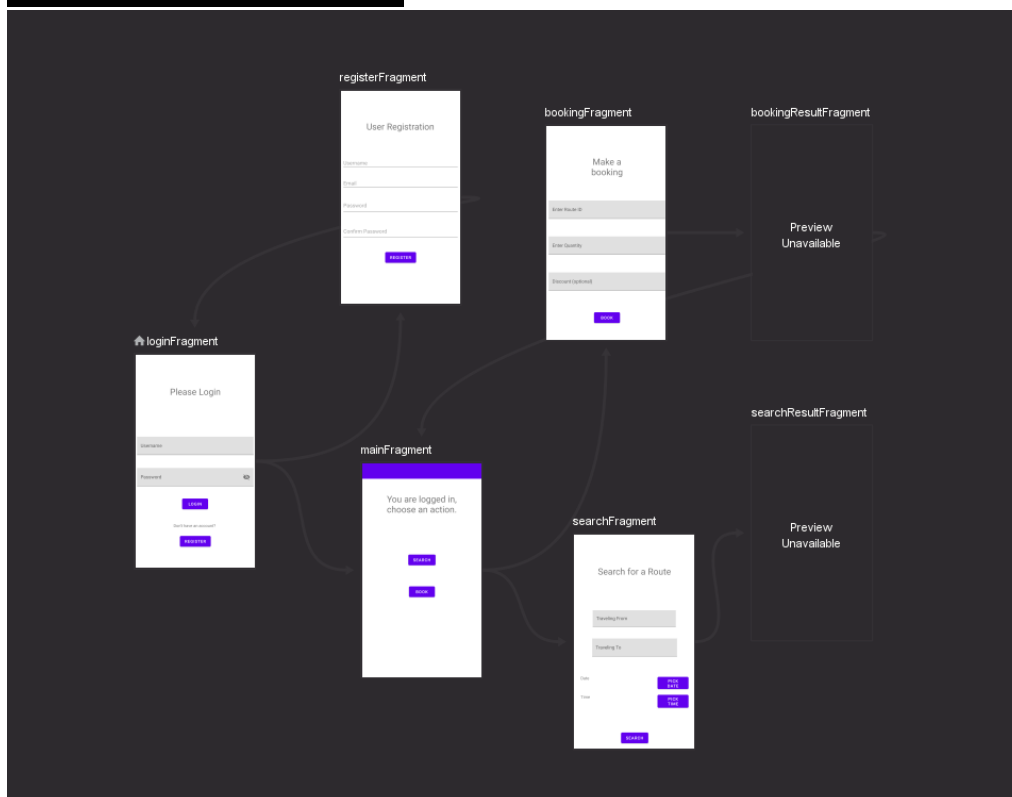 registerFragment
User Registration
Username
Email
Password
Confirm Password
REGISTER
bookingFragment
Make a
booking
Enter Route ID
Enter Quantity
Discount (optional)
BOOK
bookingResultFragment
Preview
Unavailable
loginFragment
Please Login
Username
Password
LOGIN
Don't have an account?
REGISTER
mainFragment
You are logged in,
choose an action.
SEARCH
BOOK
searchFragment
Search for a Route
Traveling From
Traveling To
Date
PICK
DATE
Time
PICK
TIME
SEARCH
searchResultFragment
Preview
Unavailable